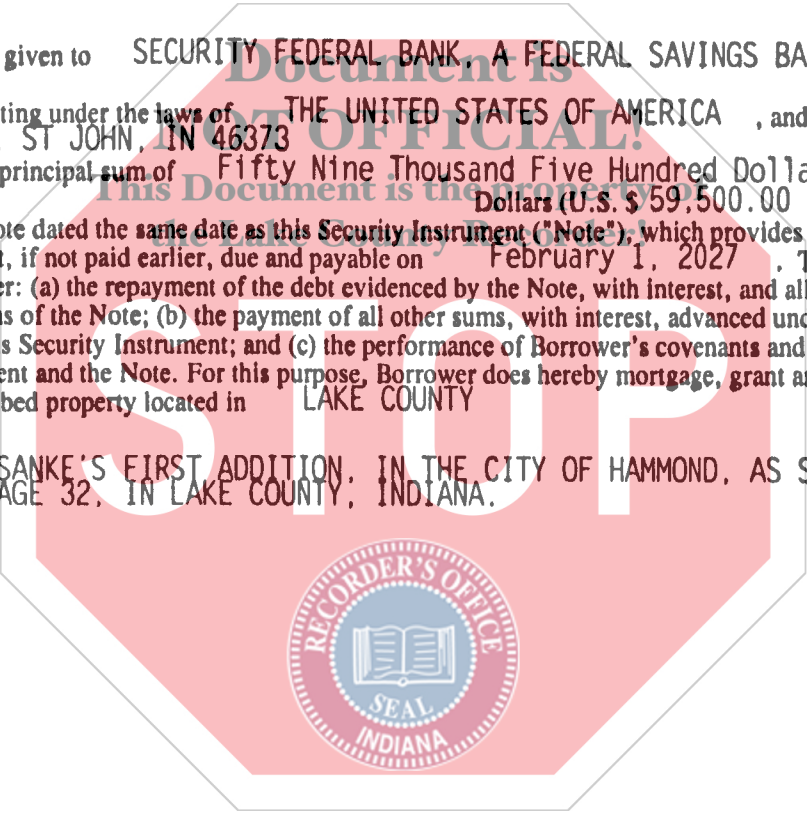 given to SECURITY FEDERAL BANK, A FEDERAL SAVINGS BA
Document is
ting under the laws of THE UNITED STATES OF AMERICA , and
NOT OFFICIAL!
ST JOHN, IN 46373
principal sum of Fifty Nine Thousand Five Hundred Dolla
This Document is the property of
Dollars (U.S. $ 59,500.00
ote dated the same date as this Security Instrument ("Note"), which provides
the Lake County Recorder!
, if not paid earlier, due and payable on February 1, 2027 . T
er: (a) the repayment of the debt evidenced by the Note, with interest, and all
s of the Note; (b) the payment of all other sums, with interest, advanced und
s Security Instrument; and (c) the performance of Borrower's covenants and
ent and the Note. For this purpose, Borrower does hereby mortgage, grant an
bed property located in LAKE COUNTY
STOP
SANKE'S FIRST ADDITION, IN THE CITY OF HAMMOND, AS S
AGE 32, IN LAKE COUNTY, INDIANA.
RECORDER'S OFFICE
SEAL
INDIANA